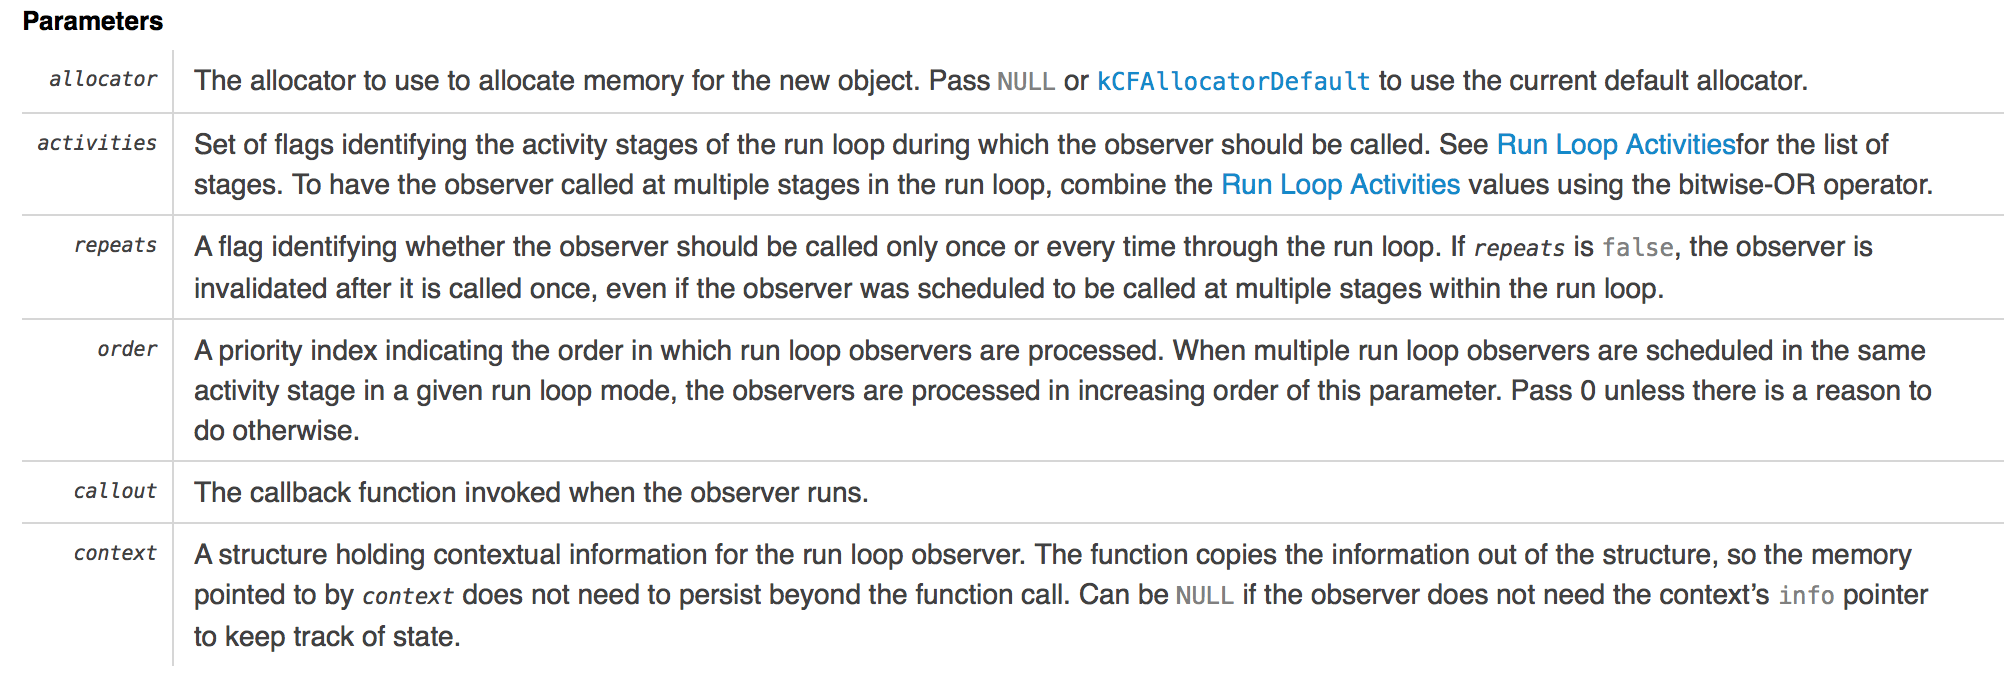 Parameters
allocator
The allocator to use to allocate memory for the new object. Pass NULL or kCFAllocatorDefault to use the current default allocator.
activities
Set of flags identifying the activity stages of the run loop during which the observer should be called. See Run Loop Activitiesfor the list of
stages. To have the observer called at multiple stages in the run loop, combine the Run Loop Activities values using the bitwise-OR operator.
repeats
A flag identifying whether the observer should be called only once or every time through the run loop. If repeats is false, the observer is
invalidated after it is called once, even if the observer was scheduled to be called at multiple stages within the run loop.
order
A priority index indicating the order in which run loop observers are processed. When multiple run loop observers are scheduled in the same
activity stage in a given run loop mode, the observers are processed in increasing order of this parameter. Pass 0 unless there is a reason to
do otherwise.
callout
The callback function invoked when the observer runs.
context
A structure holding contextual information for the run loop observer. The function copies the information out of the structure, so the memory
pointed to by context does not need to persist beyond the function call. Can be NULL if the observer does not need the context’s info pointer
to keep track of state.